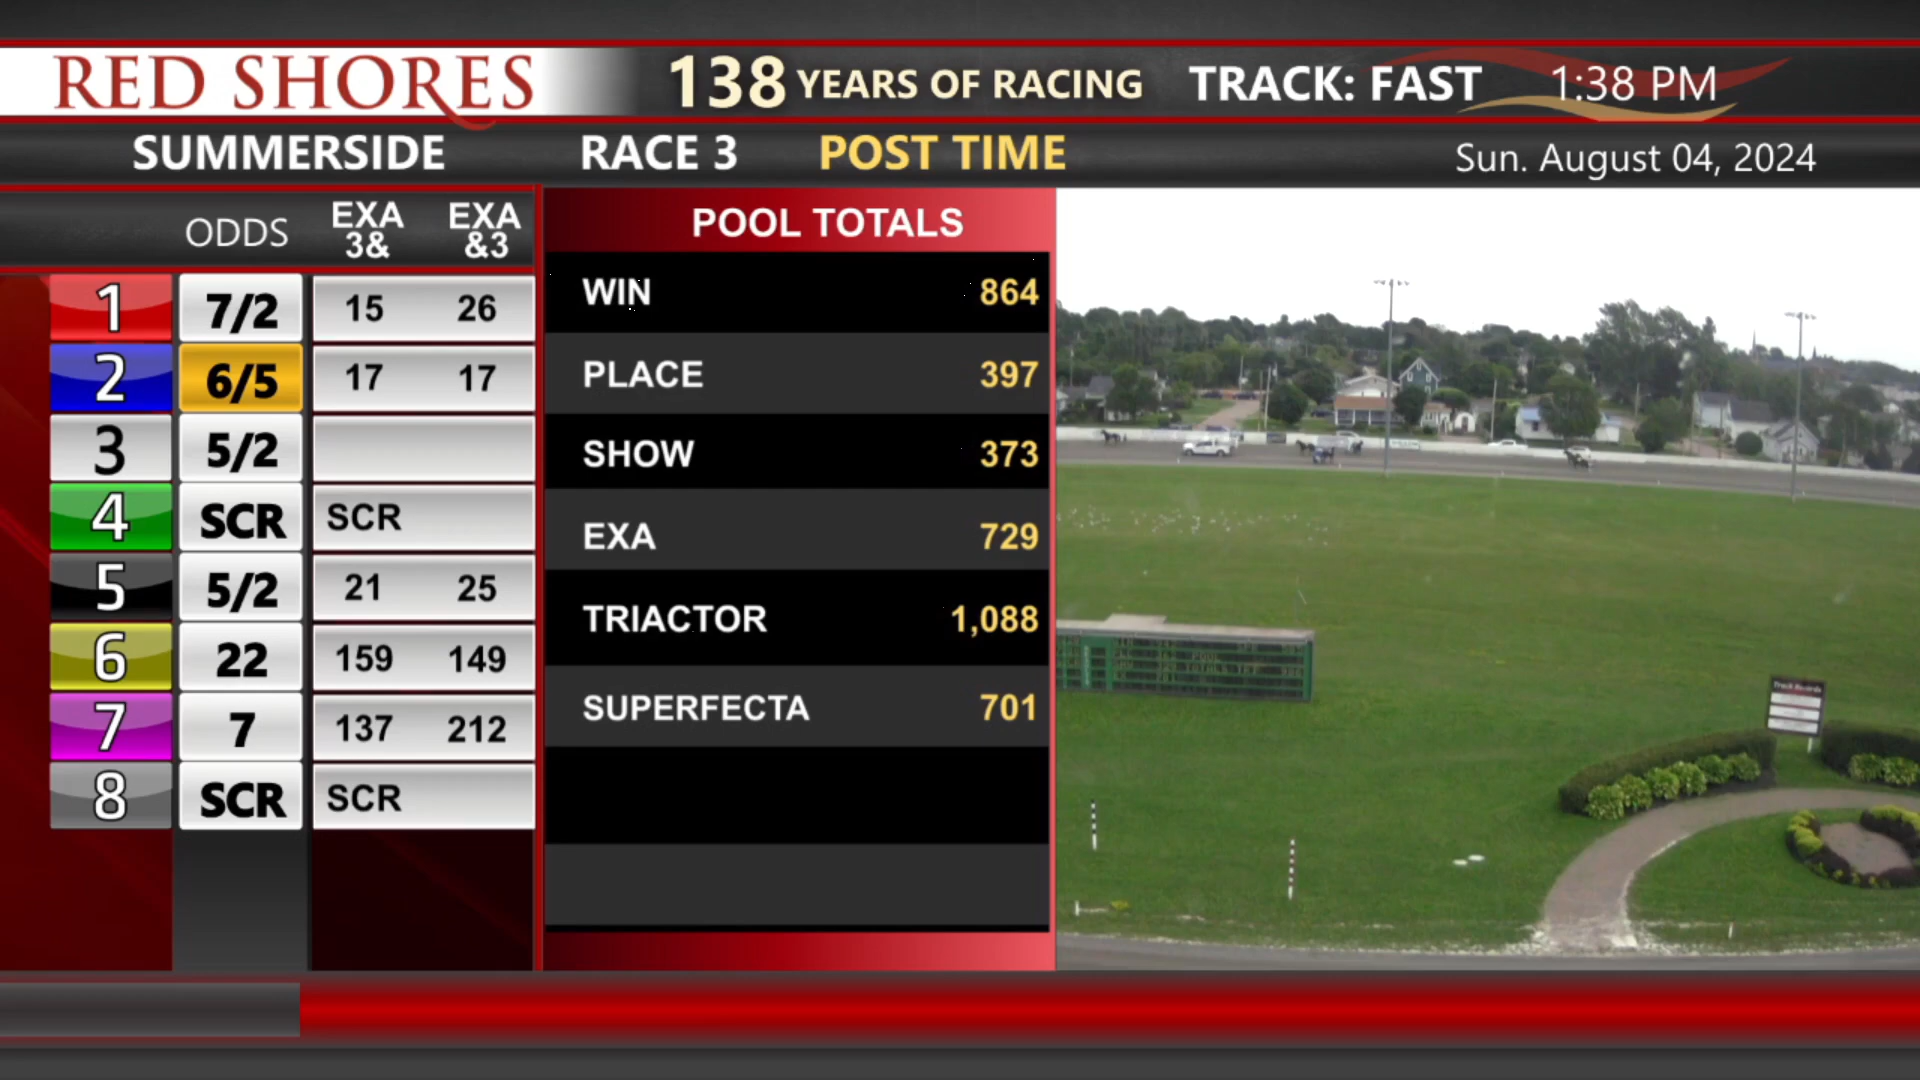 RED SHORES
138 YEARS OF RACING
TRACK: FAST
1:38 PM
SUMMERSIDE
RACE 3
POST TIME
Sun. August 04, 2024
ODDS EXA 3& EXA &3
1 7/2 15 26
2 6/5 17 17
3 5/2
4 SCR SCR
5 5/2 21 25
6 22 159 149
7 7 137 212
8 SCR SCR
POOL TOTALS
WIN 864
PLACE 397
SHOW 373
EXA 729
TRIACTOR 1,088
SUPERFECTA 701
Track Records